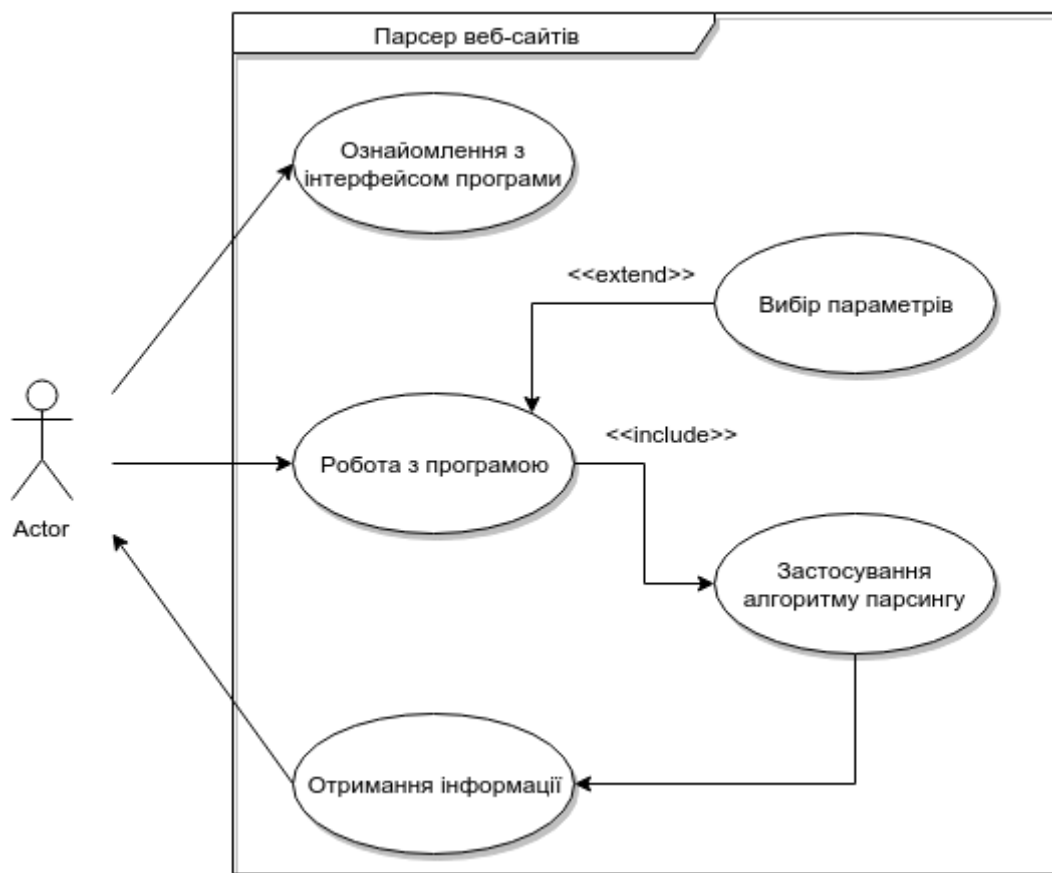 Парсер веб-сайтів
Ознайомлення з
інтерфейсом програми
<<extend>>
Вибір параметрів
<<include>>
Робота з програмою
Actor
Застосування
алгоритму парсингу
Отримання інформації